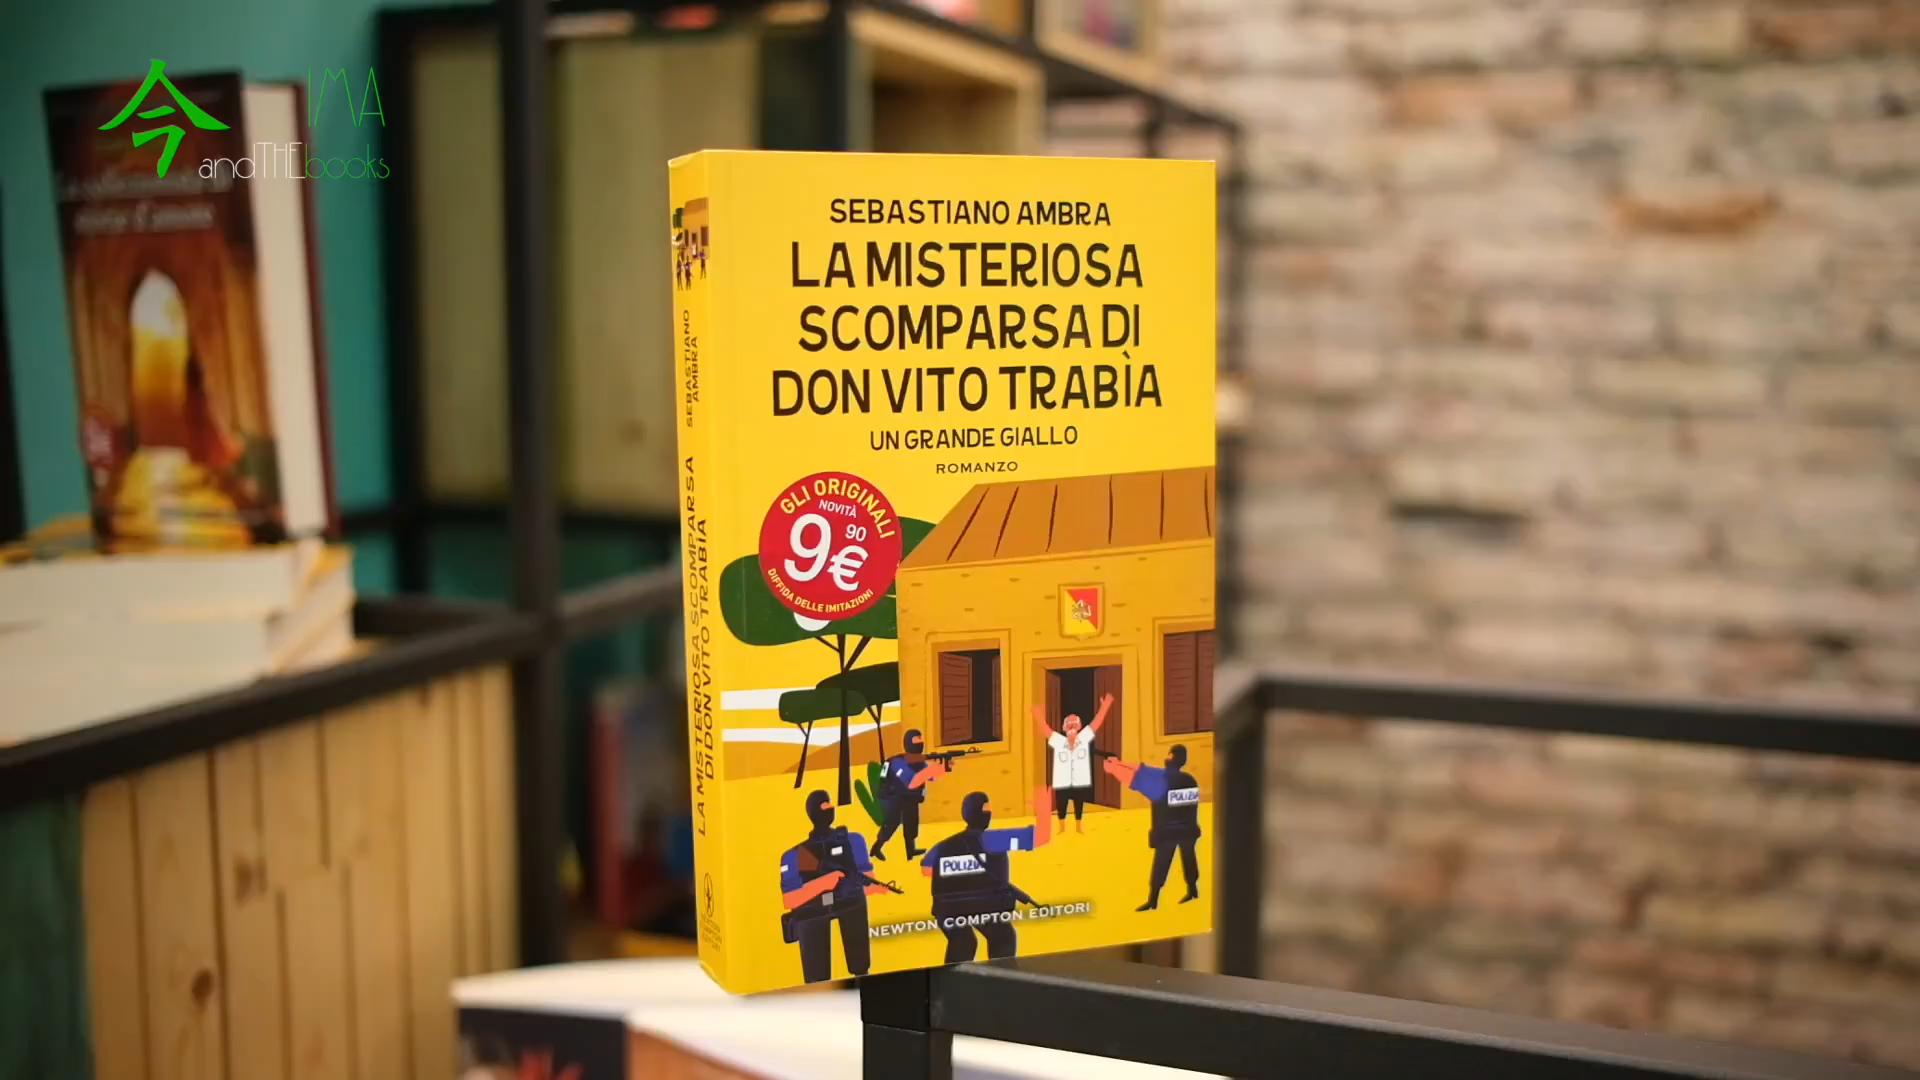 今
IMA
andTHEbooks
SEBASTIANO AMBRA
LA MISTERIOSA
SCOMPARSA DI
DON VITO TRABÌA
UN GRANDE GIALLO
ROMANZO
GLI ORIGINALI
NOVITÀ
9 90
€
DIFFIDA DELLE IMITAZIONI
POLIZIA
POLIZIA
NEWTON COMPTON EDITORI
SEBASTIANO
AMBRA
LA MISTERIOSA SCOMPARSA
DI DON VITO TRABÌA